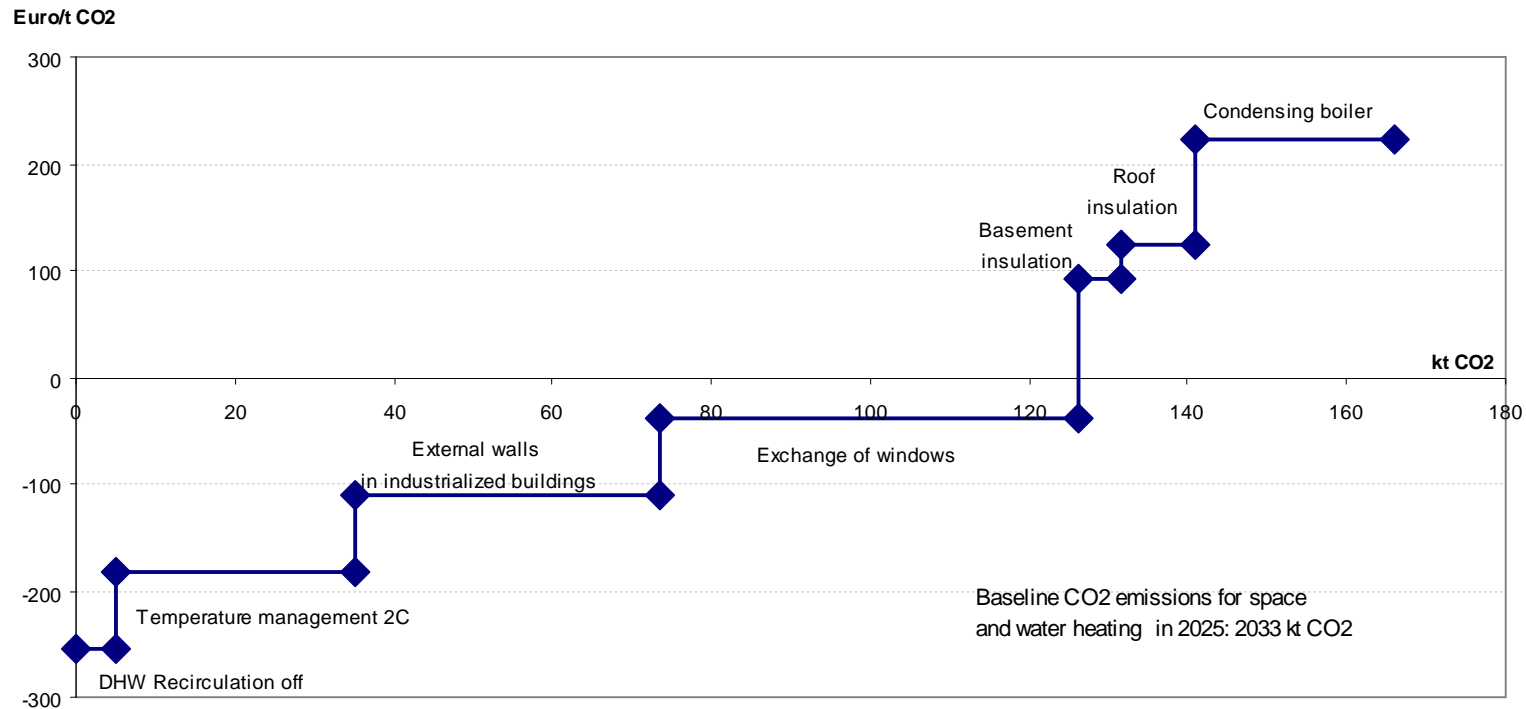 Euro/t CO2
300
Condensing boiler
200
Roof
insulation
Basement
insulation
100
kt CO2
0
0 20 40 60 80 100 120 140 160 180
External walls
in industrialized buildings
Exchange of windows
-100
-200
Temperature management 2C
Baseline CO2 emissions for space
and water heating in 2025: 2033 kt CO2
DHW Recirculation off
-300